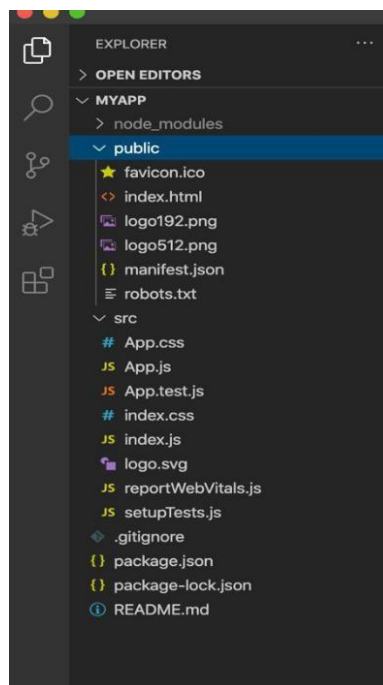 EXPLORER
OPEN EDITORS
MYAPP
node_modules
public
favicon.ico
index.html
logo192.png
logo512.png
manifest.json
robots.txt
src
App.css
App.js
App.test.js
index.css
index.js
logo.svg
reportWebVitals.js
setupTests.js
.gitignore
package.json
package-lock.json
README.md